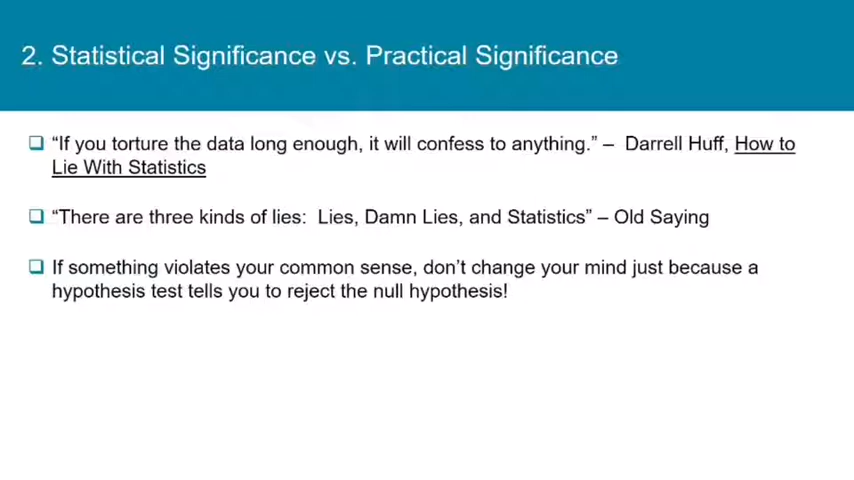 2. Statistical Significance vs. Practical Significance
“If you torture the data long enough, it will confess to anything.” – Darrell Huff, How to
Lie With Statistics
“There are three kinds of lies: Lies, Damn Lies, and Statistics” – Old Saying
If something violates your common sense, don’t change your mind just because a
hypothesis test tells you to reject the null hypothesis!